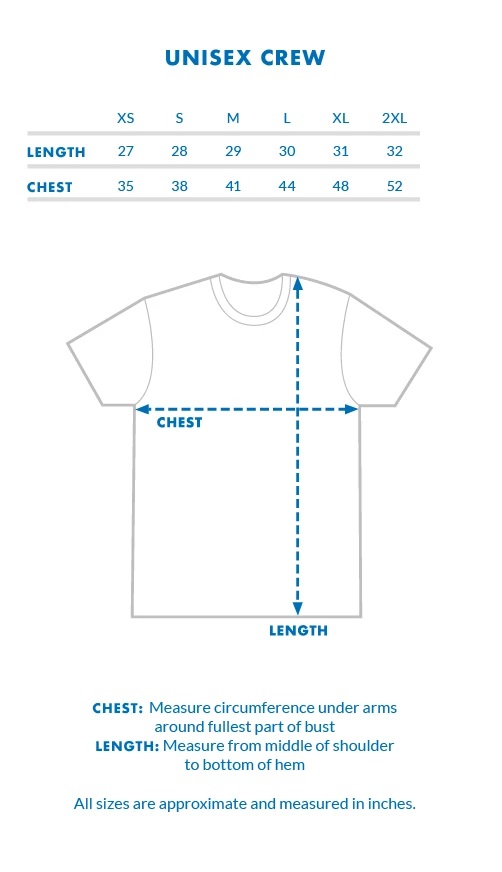 UNISEX CREW
XS S M L XL 2XL
LENGTH 27 28 29 30 31 32
CHEST 35 38 41 44 48 52
CHEST
LENGTH
CHEST: Measure circumference under arms
around fullest part of bust
LENGTH: Measure from middle of shoulder
to bottom of hem
All sizes are approximate and measured in inches.